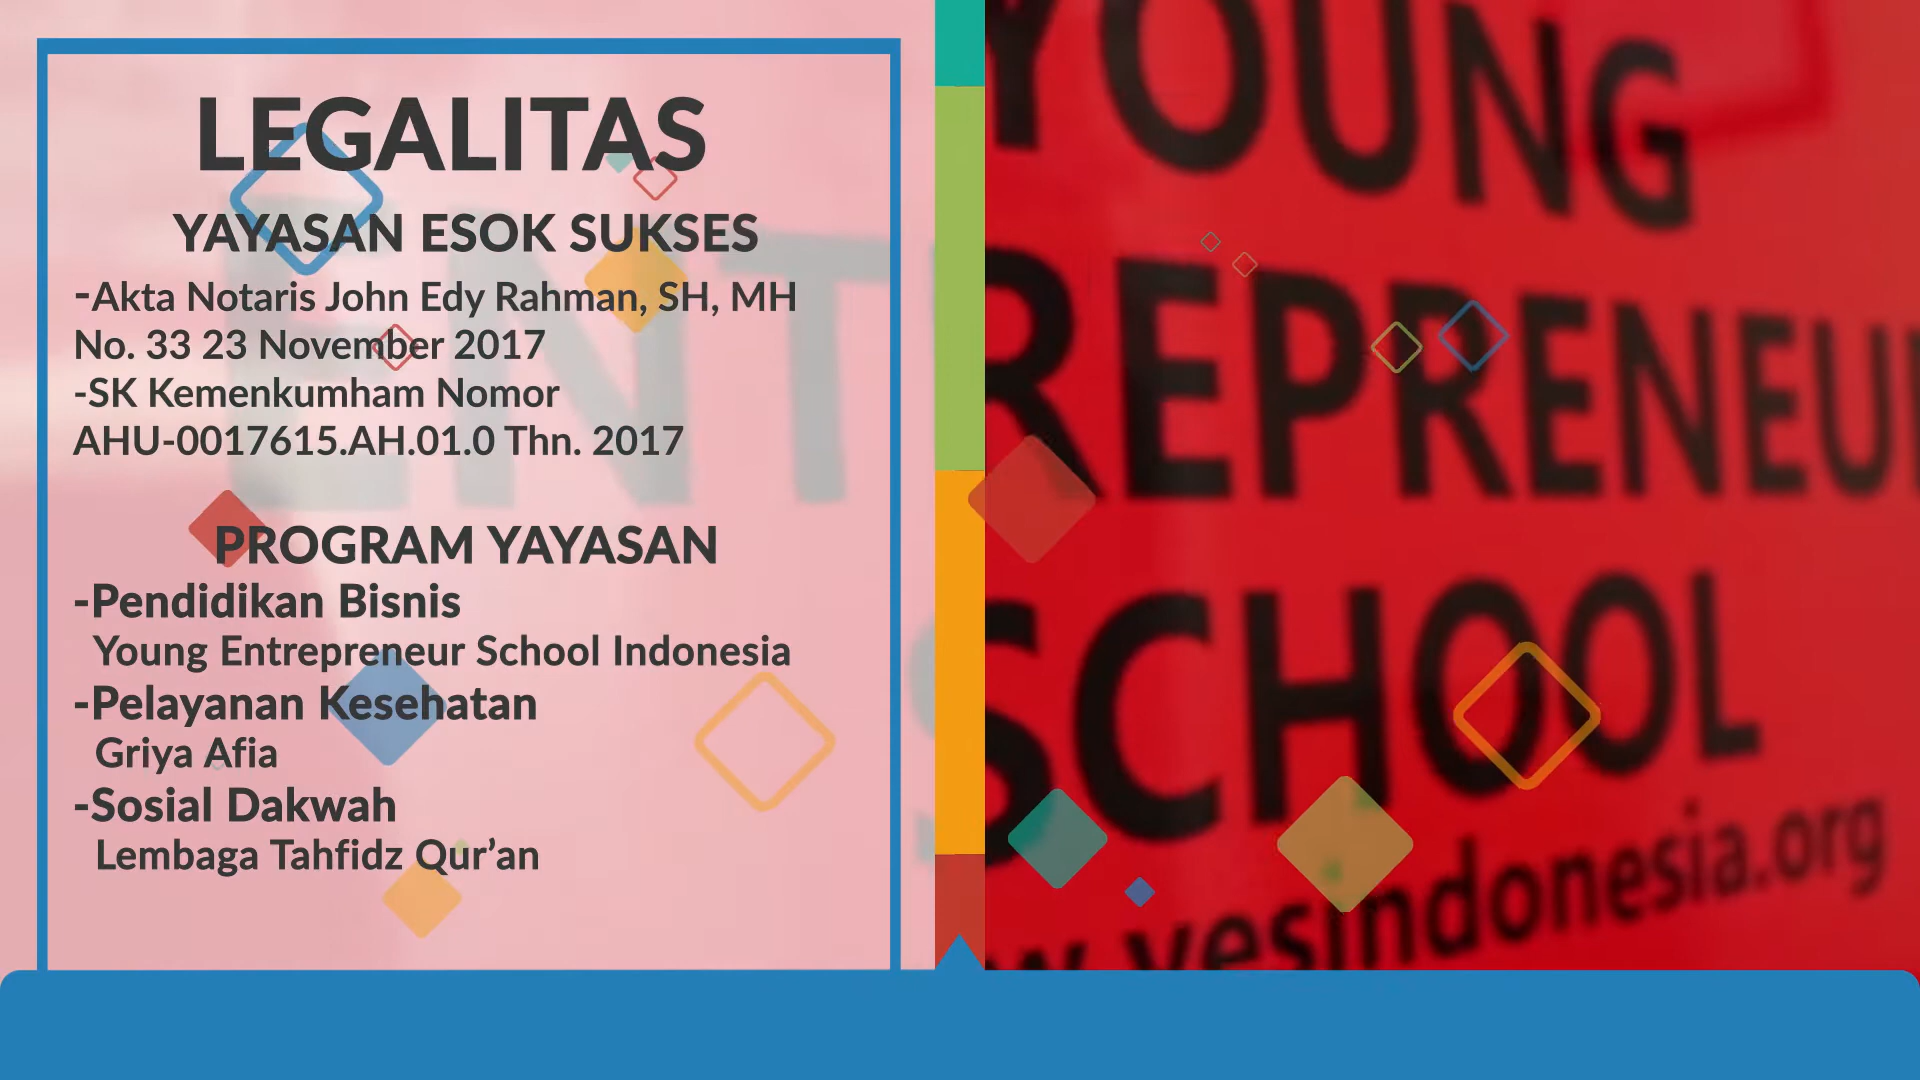 LEGALITAS
YAYASAN ESOK SUKSES
-Akta Notaris John Edy Rahman, SH, MH
No. 33 23 November 2017
-SK Kemenkumham Nomor
AHU-0017615.AH.01.0 Thn. 2017
PROGRAM YAYASAN
-Pendidikan Bisnis
Young Entrepreneur School Indonesia
-Pelayanan Kesehatan
Griya Afia
-Sosial Dakwah
Lembaga Tahfidz Qur’an
YOUNG
REPRENEU
SCHOOL
w.yesindonesia.org